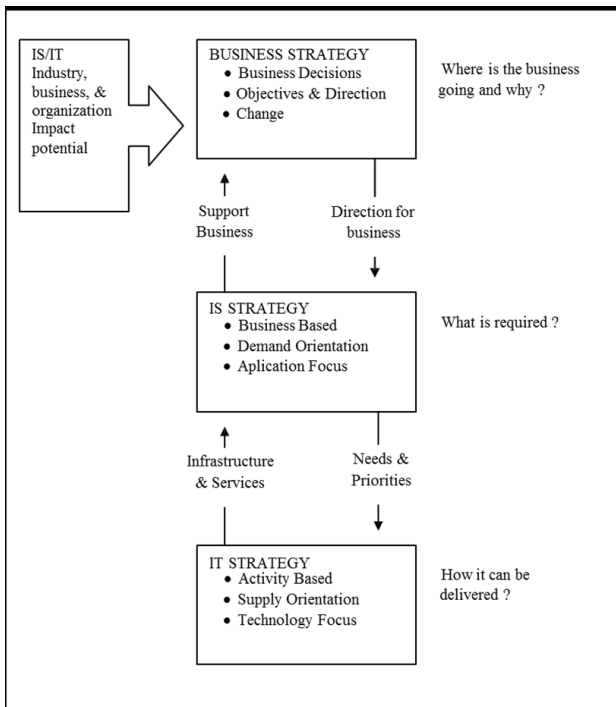 IS/IT
Industry,
business, &
organization
Impact
potential
BUSINESS STRATEGY
• Business Decisions
• Objectives & Direction
• Change
Where is the business
going and why ?
Support
Business
Direction for
business
IS STRATEGY
• Business Based
• Demand Orientation
• Aplication Focus
What is required ?
Infrastructure
& Services
Needs &
Priorities
IT STRATEGY
• Activity Based
• Supply Orientation
• Technology Focus
How it can be
delivered ?